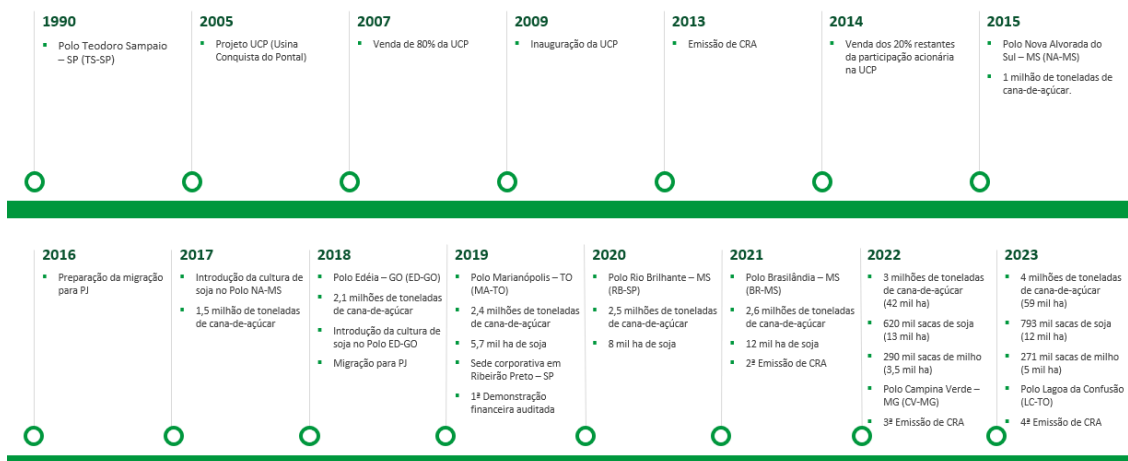 1990
▪ Polo Teodoro Sampaio
– SP (TS-SP)
2005
▪ Projeto UCP (Usina
Conquista do Pontal)
2007
▪ Venda de 80% da UCP
2009
▪ Inauguração da UCP
2013
▪ Emissão de CRA
2014
▪ Venda dos 20% restantes
da participação acionária
na UCP
2015
▪ Polo Nova Alvorada do
Sul – MS (NA-MS)
▪ 1 milhão de toneladas de
cana-de-açúcar.
2016
▪ Preparação da migração
para PJ
2017
▪ Introdução da cultura de
soja no Polo NA-MS
▪ 1,5 milhão de toneladas
de cana-de-açúcar
2018
▪ Polo Edéia – GO (ED-GO)
▪ 2,1 milhões de toneladas
de cana-de-açúcar
▪ Introdução da cultura de
soja no Polo ED-GO
▪ Migração para PJ
2019
▪ Polo Marianópolis – TO
(MA-TO)
▪ 2,4 milhões de toneladas
de cana-de-açúcar
▪ 5,7 mil ha de soja
▪ Sede corporativa em
Ribeirão Preto – SP
▪ 1ª Demonstração
financeira auditada
2020
▪ Polo Rio Brilhante – MS
(RB-SP)
▪ 2,5 milhões de toneladas
de cana-de-açúcar
▪ 8 mil ha de soja
2021
▪ Polo Brasilândia – MS
(BR-MS)
▪ 2,6 milhões de toneladas
de cana-de-açúcar
▪ 12 mil ha de soja
▪ 2ª Emissão de CRA
2022
▪ 3 milhões de toneladas
de cana-de-açúcar
(42 mil ha)
▪ 620 mil sacas de soja
(13 mil ha)
▪ 290 mil sacas de milho
(3,5 mil ha)
▪ Polo Campina Verde –
MG (CV-MG)
▪ 3ª Emissão de CRA
2023
▪ 4 milhões de toneladas
de cana-de-açúcar
(59 mil ha)
▪ 793 mil sacas de soja
(12 mil ha)
▪ 271 mil sacas de milho
(5 mil ha)
▪ Polo Lagoa da Confusão
(LC-TO)
▪ 4ª Emissão de CRA